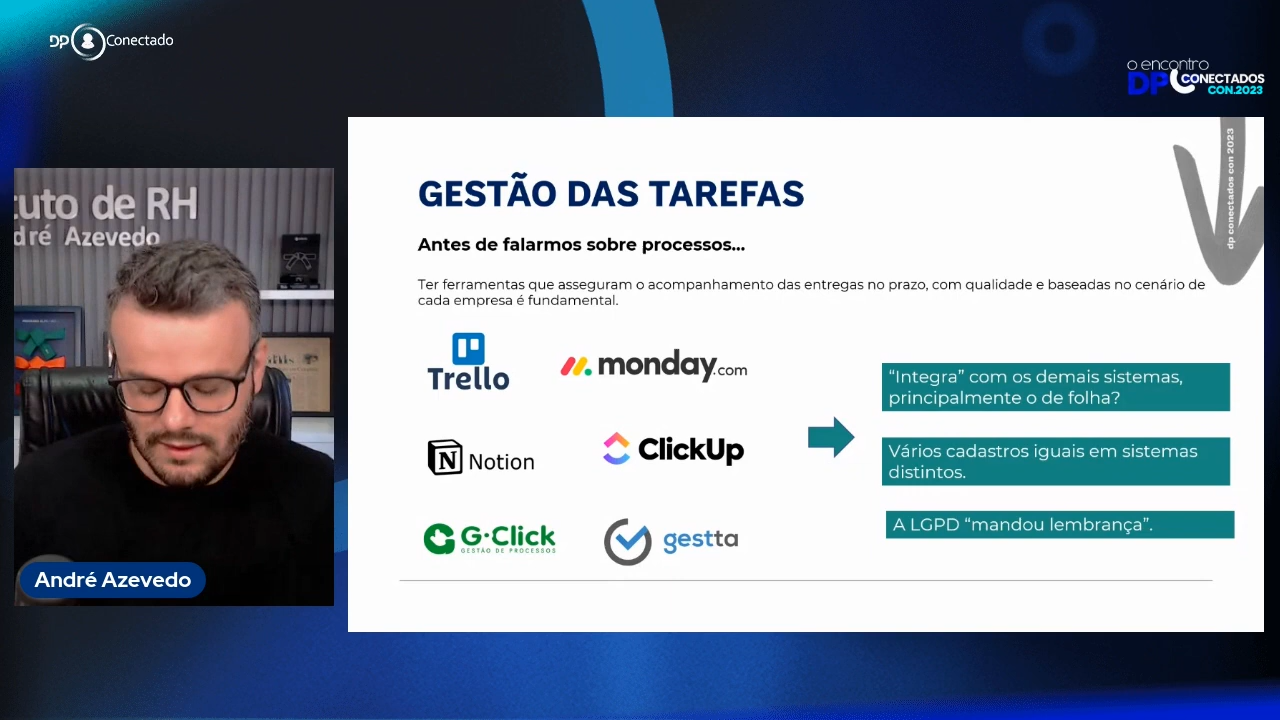 DP Conectado
o encontro
DP CONECTADOS
CON.2023
dp conectados con 2023
tuto de RH
dré Azevedo
André Azevedo
GESTÃO DAS TAREFAS
Antes de falarmos sobre processos...
Ter ferramentas que asseguram o acompanhamento das entregas no prazo, com qualidade e baseadas no cenário de
cada empresa é fundamental.
Trello
monday.com
N Notion
ClickUp
G·Click
GESTÃO DE PROCESSOS
gestta
“Integra” com os demais sistemas,
principalmente o de folha?
Vários cadastros iguais em sistemas
distintos.
A LGPD “mandou lembrança”.